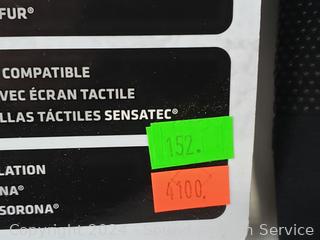 FUR®
COMPATIBLE
VEC ÉCRAN TACTILE
LLAS TÁCTILES SENSATEC®
152.
4100.
LATION
NA®
SORONA®